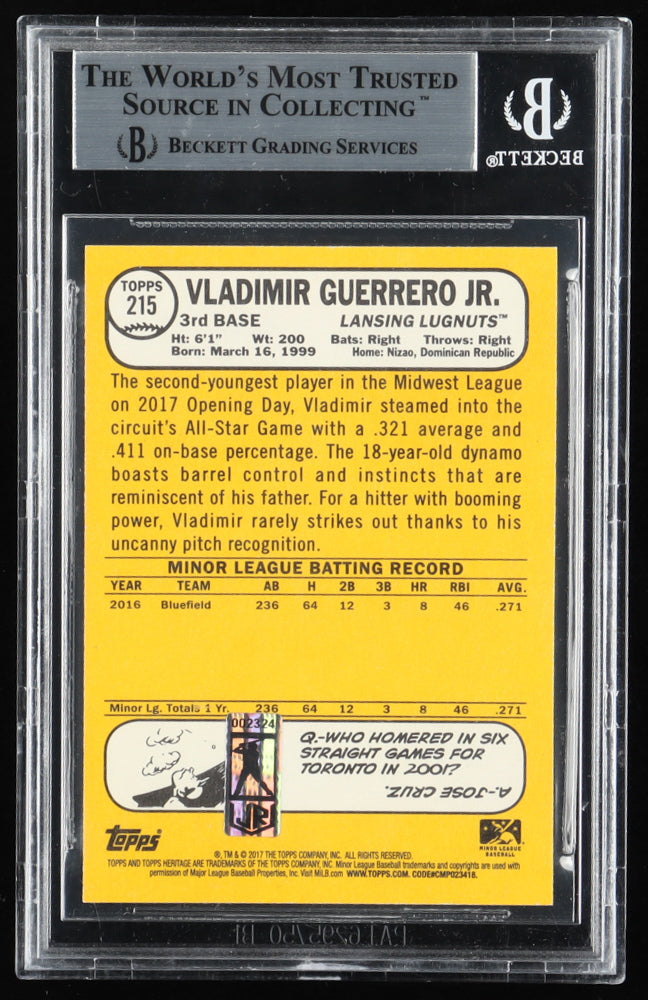 THE WORLD'S MOST TRUSTED
SOURCE IN COLLECTING™
B BECKETT GRADING SERVICES
B
BECKETT®
TOPPS
215
VLADIMIR GUERRERO JR.
3rd BASE LANSING LUGNUTS™
Ht: 6'1" Wt: 200 Bats: Right Throws: Right
Born: March 16, 1999 Home: Nizao, Dominican Republic
The second-youngest player in the Midwest League
on 2017 Opening Day, Vladimir steamed into the
circuit's All-Star Game with a .321 average and
.411 on-base percentage. The 18-year-old dynamo
boasts barrel control and instincts that are
reminiscent of his father. For a hitter with booming
power, Vladimir rarely strikes out thanks to his
uncanny pitch recognition.
MINOR LEAGUE BATTING RECORD
YEAR TEAM AB H 2B 3B HR RBI AVG.
2016 Bluefield 236 64 12 3 8 46 .271
Minor Lg. Totals 1 Yr. 236 64 12 3 8 46 .271
002324
Q.-WHO HOMERED IN SIX
STRAIGHT GAMES FOR
TORONTO IN 2001?
A.-JOSE CRUZ.
topps
MINOR LEAGUE
BASEBALL
®, TM & © 2017 THE TOPPS COMPANY, INC. ALL RIGHTS RESERVED.
TOPPS AND TOPPS HERITAGE ARE TRADEMARKS OF THE TOPPS COMPANY, INC. Minor League Baseball trademarks and copyrights are used with
permission of Major League Baseball Properties, Inc. Visit MiLB.com WWW.TOPPS.COM. CODE#CMP023418.